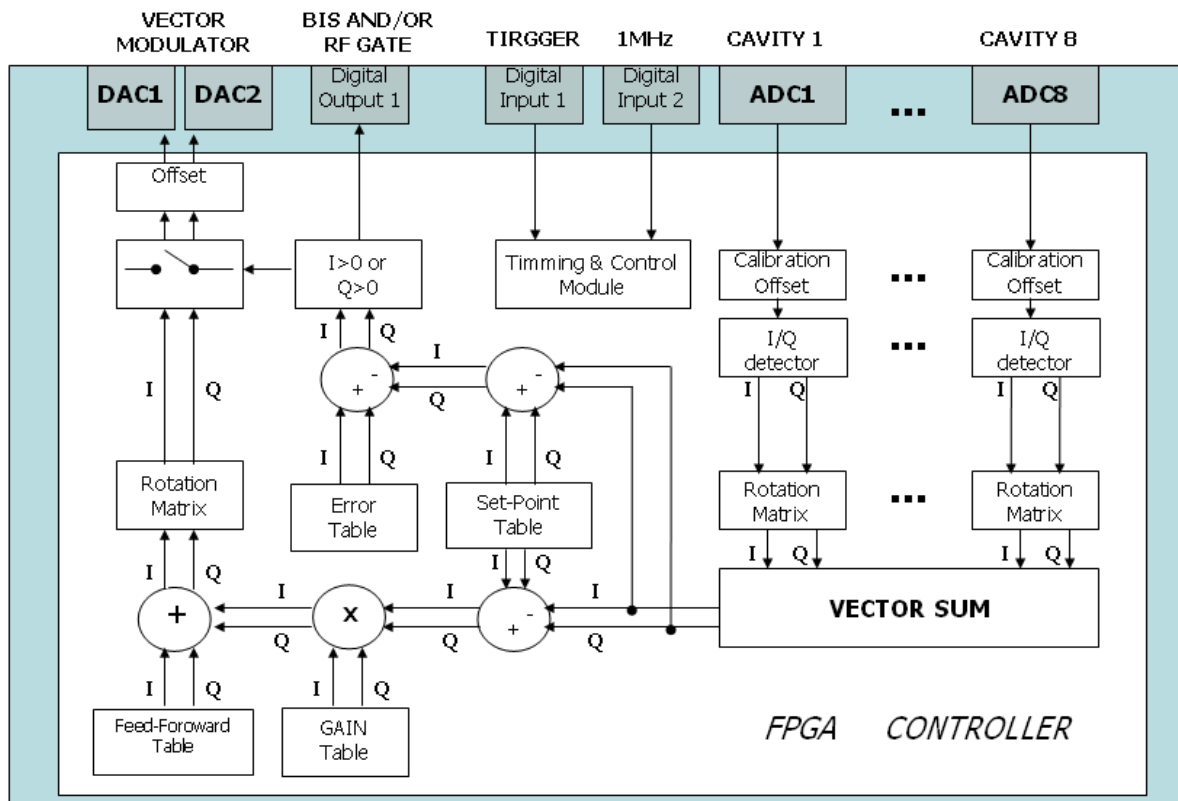 VECTOR
MODULATOR
BIS AND/OR
RF GATE
TIRGGER
1MHz
CAVITY 1
CAVITY 8
DAC1
DAC2
Digital
Output 1
Digital
Input 1
Digital
Input 2
ADC1
...
ADC8
Offset
I>0 or
Q>0
Timming & Control
Module
Calibration
Offset
...
Calibration
Offset
I/Q
detector
...
I/Q
detector
I
Q
I
Q
I
Q
I
Q
+
-
I
Q
+
-
I
Q
I
Q
Rotation
Matrix
Error
Table
Set-Point
Table
Rotation
Matrix
...
Rotation
Matrix
I
Q
I
Q
I
Q
I
Q
+
I
Q
x
I
Q
+
-
I
Q
VECTOR SUM
I
Q
I
Q
Feed-Foroward
Table
GAIN
Table
FPGA CONTROLLER